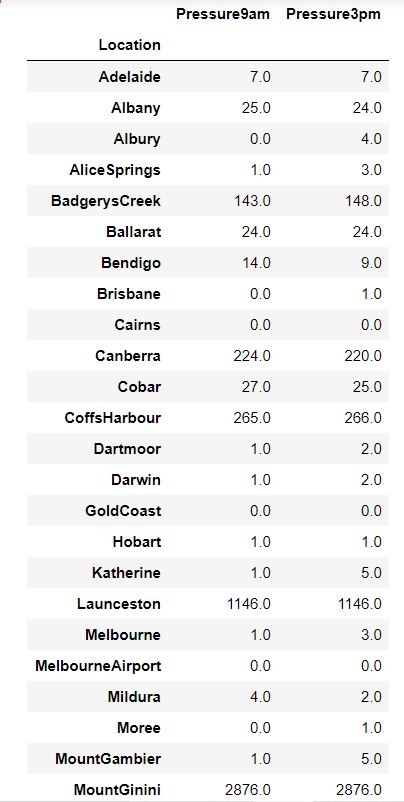 Pressure9am Pressure3pm
Location
Adelaide 7.0 7.0
Albany 25.0 24.0
Albury 0.0 4.0
AliceSprings 1.0 3.0
BadgerysCreek 143.0 148.0
Ballarat 24.0 24.0
Bendigo 14.0 9.0
Brisbane 0.0 1.0
Cairns 0.0 0.0
Canberra 224.0 220.0
Cobar 27.0 25.0
CoffsHarbour 265.0 266.0
Dartmoor 1.0 2.0
Darwin 1.0 2.0
GoldCoast 0.0 0.0
Hobart 1.0 1.0
Katherine 1.0 5.0
Launceston 1146.0 1146.0
Melbourne 1.0 3.0
MelbourneAirport 0.0 0.0
Mildura 4.0 2.0
Moree 0.0 1.0
MountGambier 1.0 5.0
MountGinini 2876.0 2876.0